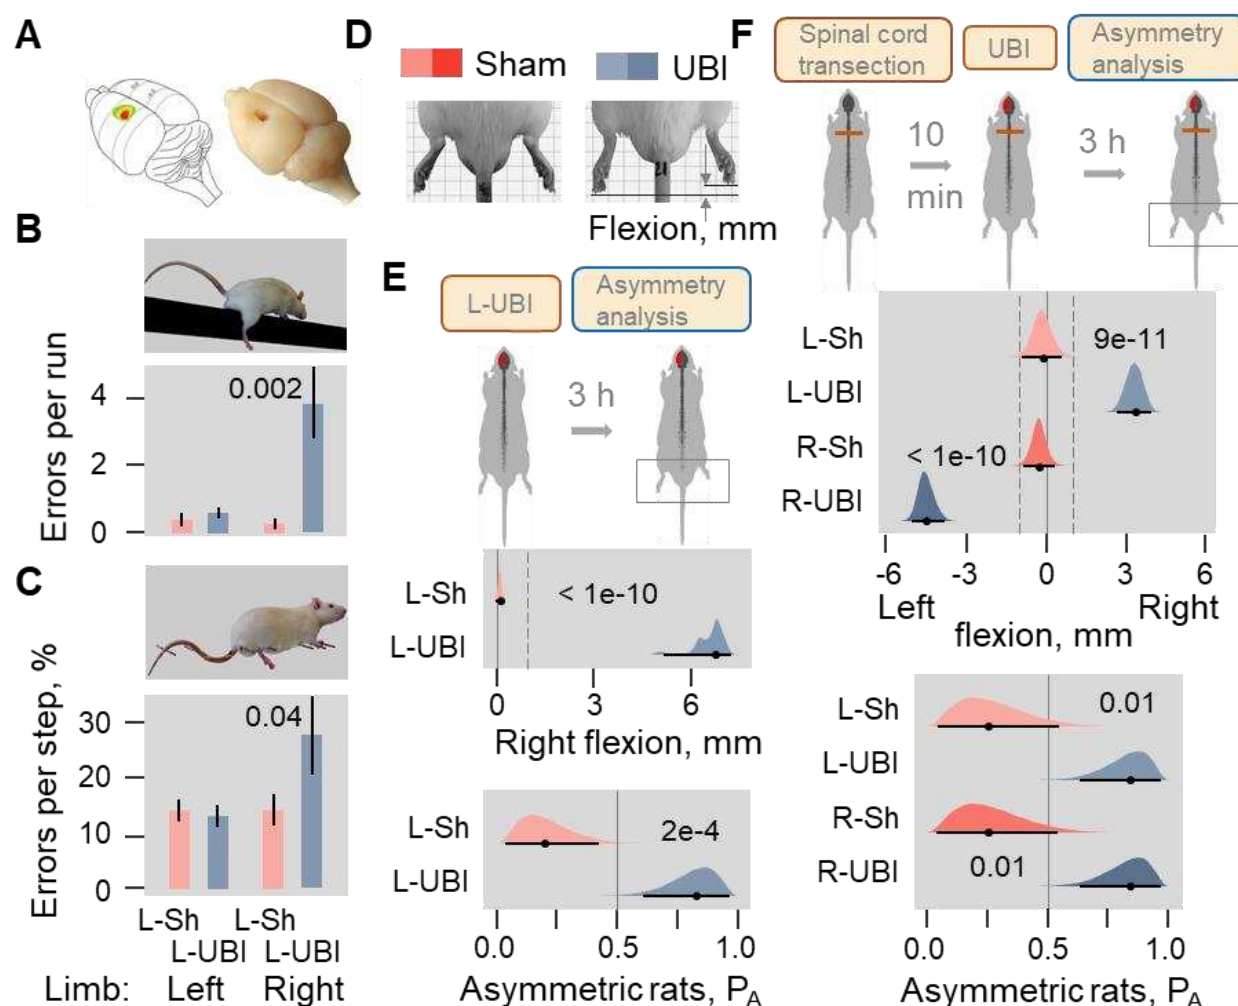 A
B
Errors per run
4
2
0
0.002
C
Errors per step, %
30
20
10
0
0.04
L-Sh
L-UBI
L-Sh
L-UBI
Limb: Left Right
D
Sham
UBI
Flexion, mm
E
L-UBI
Asymmetry
analysis
3 h
L-Sh
L-UBI
< 1e-10
0
3
6
Right flexion, mm
L-Sh
L-UBI
2e-4
0.0
0.5
1.0
Asymmetric rats, PA
F
Spinal cord
transection
UBI
Asymmetry
analysis
10
min
3 h
L-Sh
L-UBI
R-Sh
R-UBI
9e-11
< 1e-10
-6
-3
0
3
6
Left
Right
flexion, mm
L-Sh
L-UBI
R-Sh
R-UBI
0.01
0.01
0.0
0.5
1.0
Asymmetric rats, PA